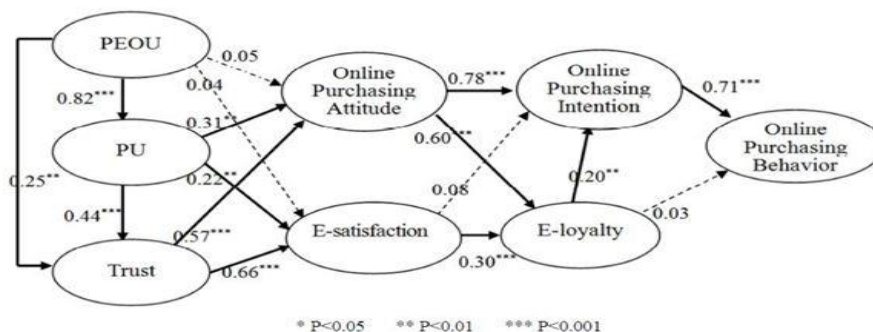 PEOU
0.05
Online
Purchasing
Attitude
0.78***
Online
Purchasing
Intention
0.71***
0.82***
0.04
0.31**
PU
0.60***
Online
Purchasing
Behavior
0.25**
0.22**
0.08
0.20**
0.44***
0.57***
E-satisfaction
E-loyalty
0.03
Trust
0.66***
0.30***
* P<0.05 ** P<0.01 *** P<0.001